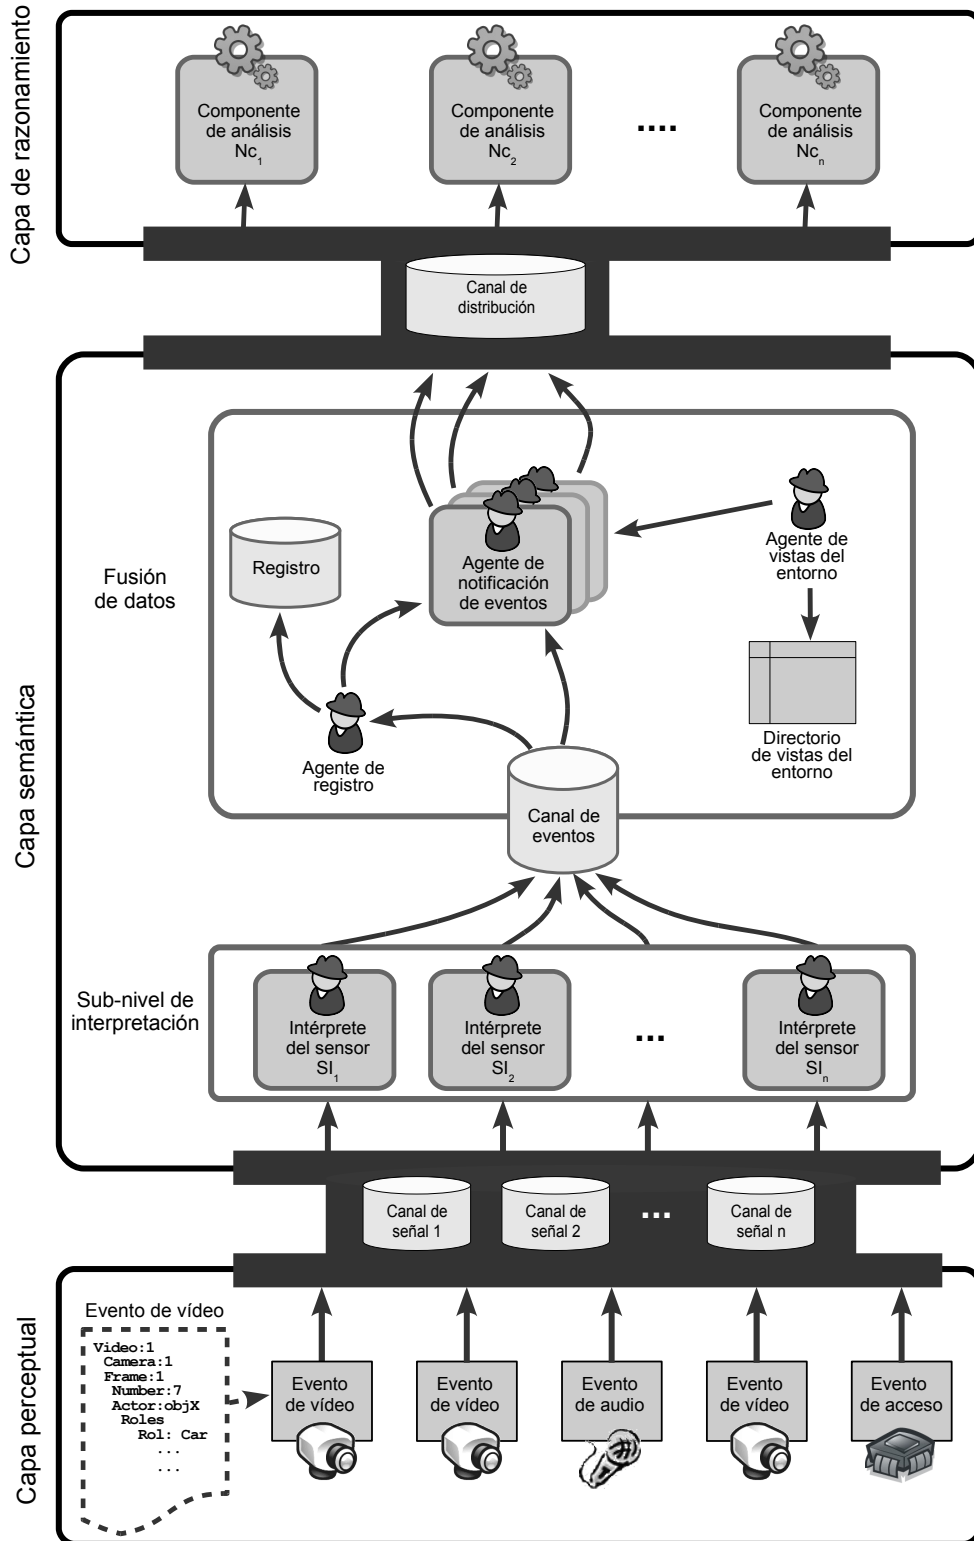 Capa de razonamiento
Componente
de análisis
Nc1
Componente
de análisis
Nc2
....
Componente
de análisis
Ncn
Canal de
distribución
Capa semántica
Fusión
de datos
Registro
Agente de
notificación
de eventos
Agente de
vistas del
entorno
Directorio
de vistas del
entorno
Agente de
registro
Canal de
eventos
Sub-nivel de
interpretación
Intérprete
del sensor
SI1
Intérprete
del sensor
SI2
...
Intérprete
del sensor
SIn
Canal de
señal 1
Canal de
señal 2
...
Canal de
señal n
Capa perceptual
Evento de vídeo
Video:1
Camera:1
Frame:1
Number:7
Actor:objX
Roles
Rol: Car
...
...
Evento
de vídeo
Evento
de vídeo
Evento
de audio
Evento
de vídeo
Evento
de acceso